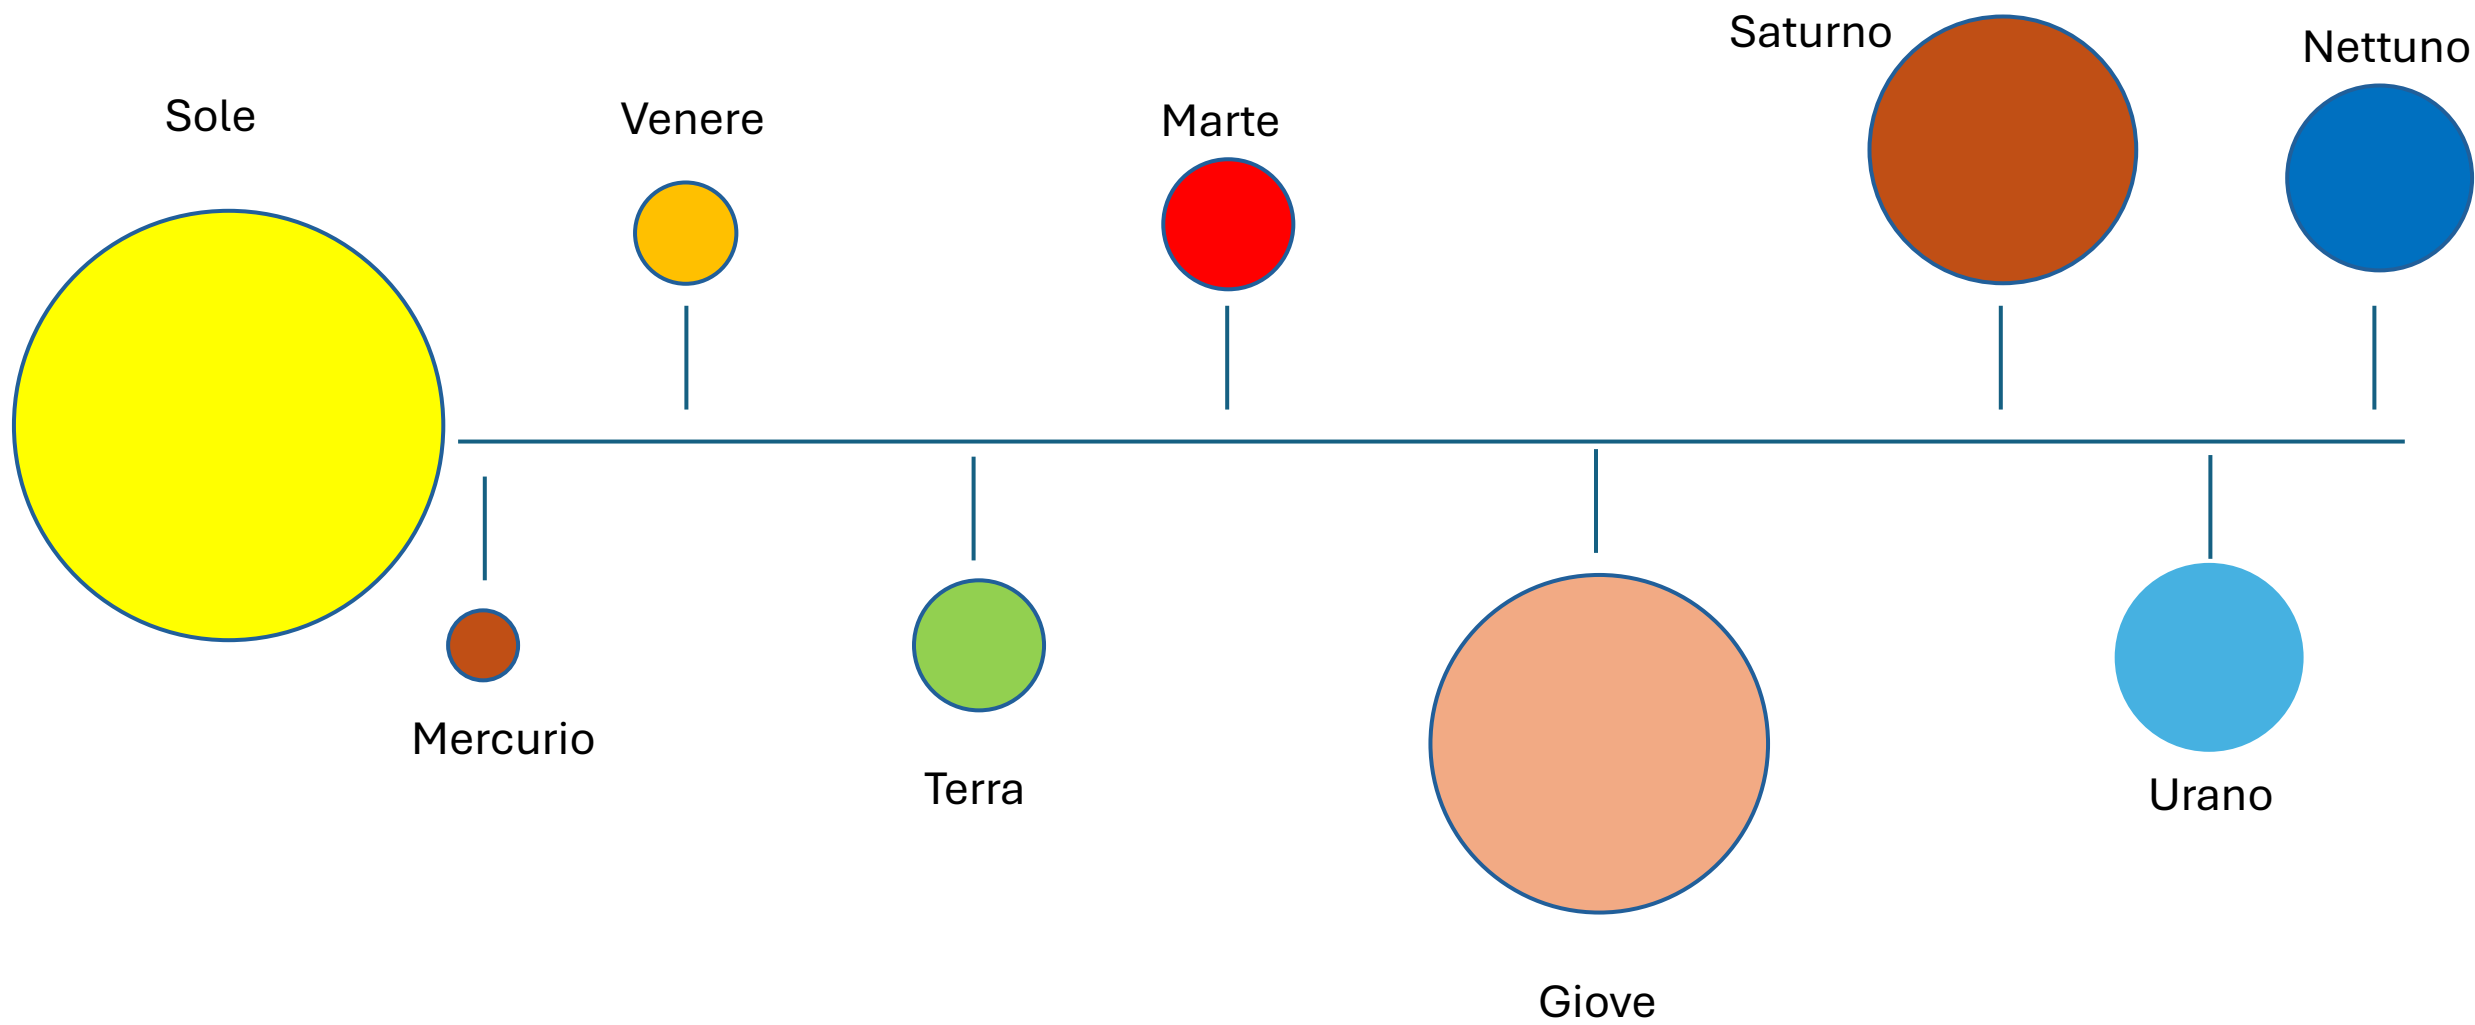 Sole
Mercurio
Venere
Terra
Marte
Giove
Saturno
Urano
Nettuno